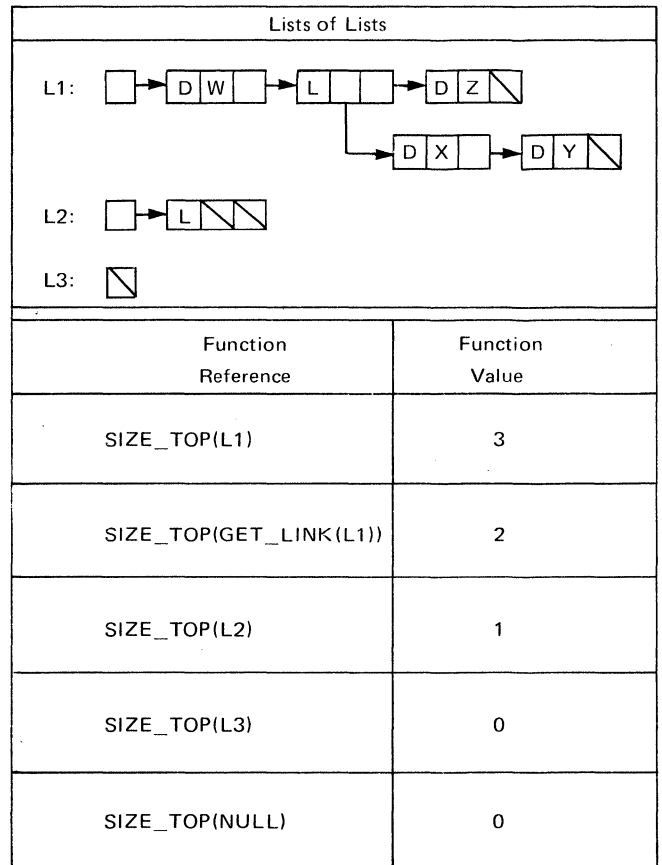 Lists of Lists
L1: D W L D Z
D X D Y
L2: L
L3:
Function Reference Function Value
SIZE_TOP(L1) 3
SIZE_TOP(GET_LINK(L1)) 2
SIZE_TOP(L2) 1
SIZE_TOP(L3) 0
SIZE_TOP(NULL) 0